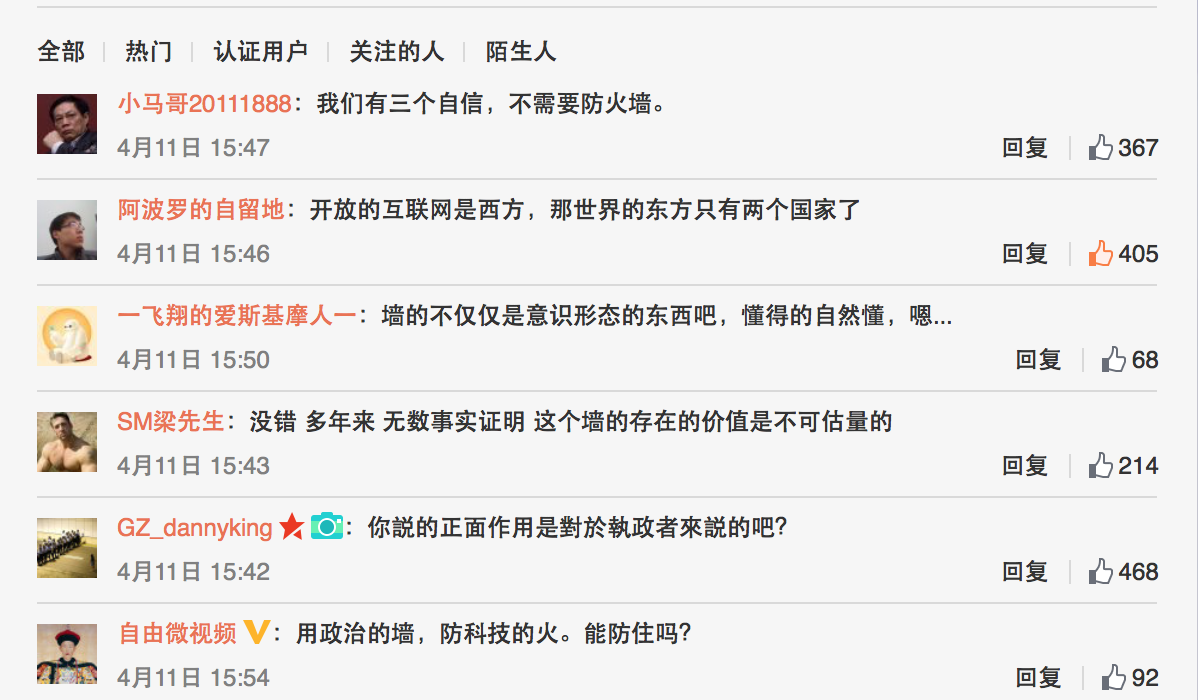 全部 热门 认证用户 关注的人 陌生人
小马哥20111888：我们有三个自信，不需要防火墙。
4月11日 15:47 回复 367
阿波罗的自留地：开放的互联网是西方，那世界的东方只有两个国家了
4月11日 15:46 回复 405
一飞翔的爱斯基摩人一：墙的不仅仅是意识形态的东西吧，懂得的自然懂，嗯...
4月11日 15:50 回复 68
SM梁先生：没错 多年来 无数事实证明 这个墙的存在的价值是不可估量的
4月11日 15:43 回复 214
GZ_dannyking：你説的正面作用是對於執政者來説的吧？
4月11日 15:42 回复 468
自由微视频 V：用政治的墙，防科技的火。能防住吗？
4月11日 15:54 回复 92